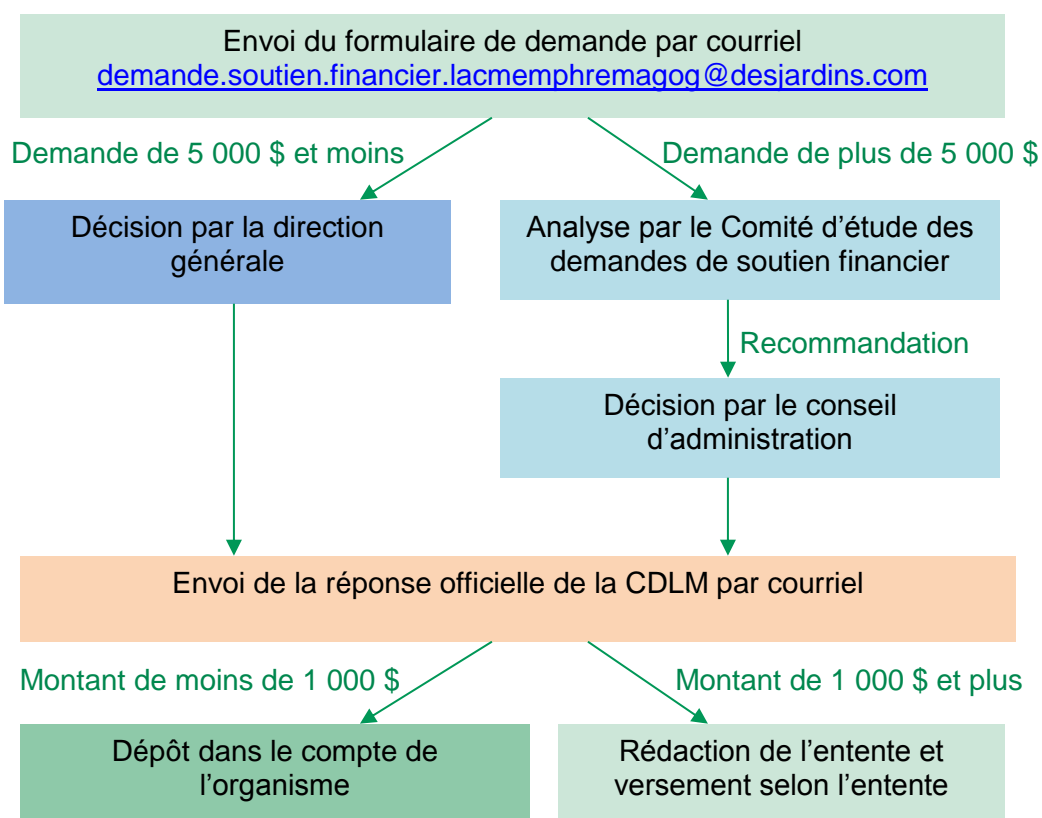 Envoi du formulaire de demande par courriel
demande.soutien.financier.lacmemphremagog@desjardins.com
Demande de 5 000 $ et moins
Demande de plus de 5 000 $
Décision par la direction
générale
Analyse par le Comité d’étude des
demandes de soutien financier
Recommandation
Décision par le conseil
d’administration
Envoi de la réponse officielle de la CDLM par courriel
Montant de moins de 1 000 $
Montant de 1 000 $ et plus
Dépôt dans le compte de
l’organisme
Rédaction de l’entente et
versement selon l’entente